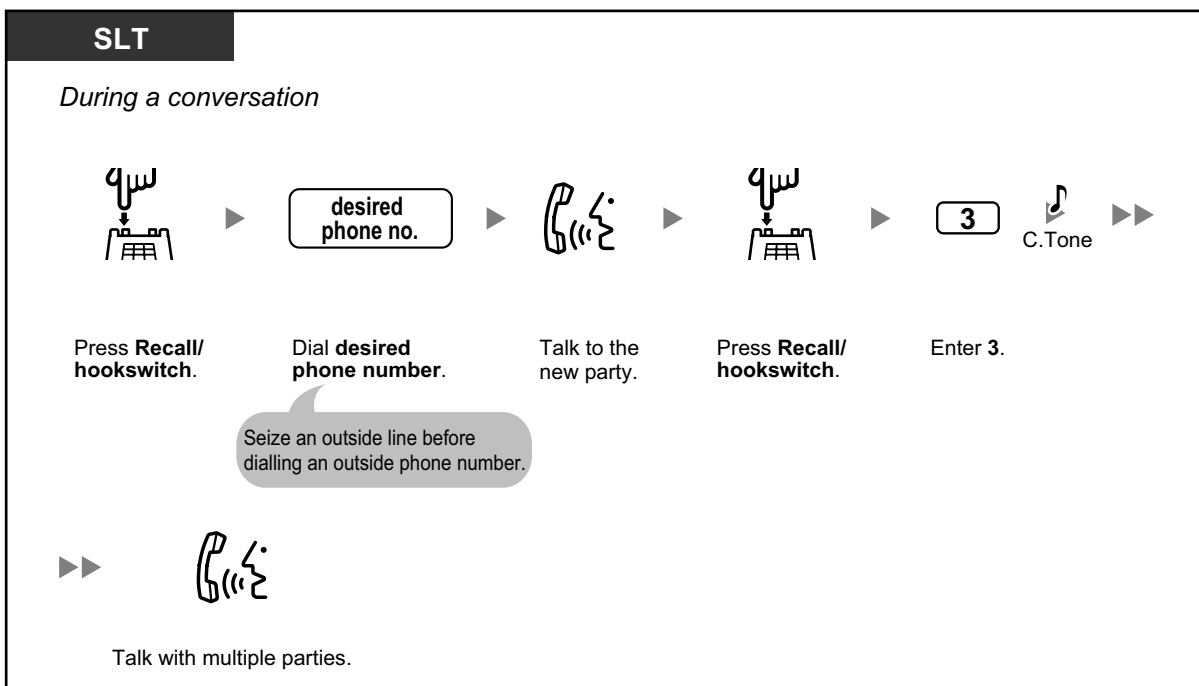 SLT
During a conversation
desired
phone no.
3
C.Tone
Press Recall/
hookswitch.
Dial desired
phone number.
Talk to the
new party.
Press Recall/
hookswitch.
Enter 3.
Seize an outside line before
dialling an outside phone number.
Talk with multiple parties.